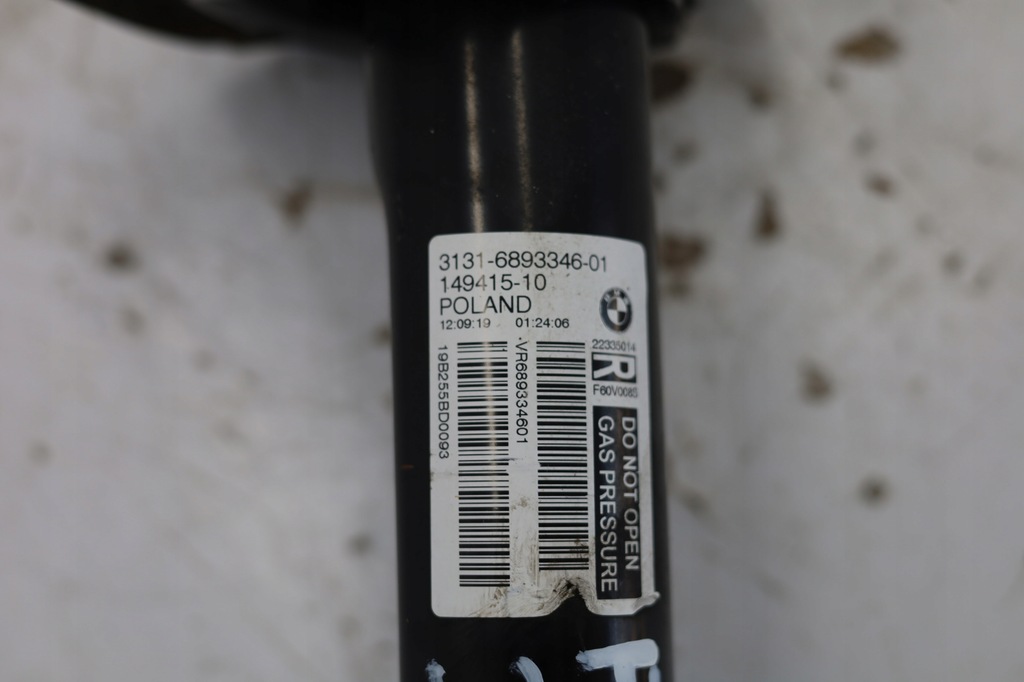 3131-6893346-01
149415-10
POLAND
12:09:19 01:24:06
22335014
R
F60V008S
19B255BD0093
VR689334601
DO NOT OPEN
GAS PRESSURE